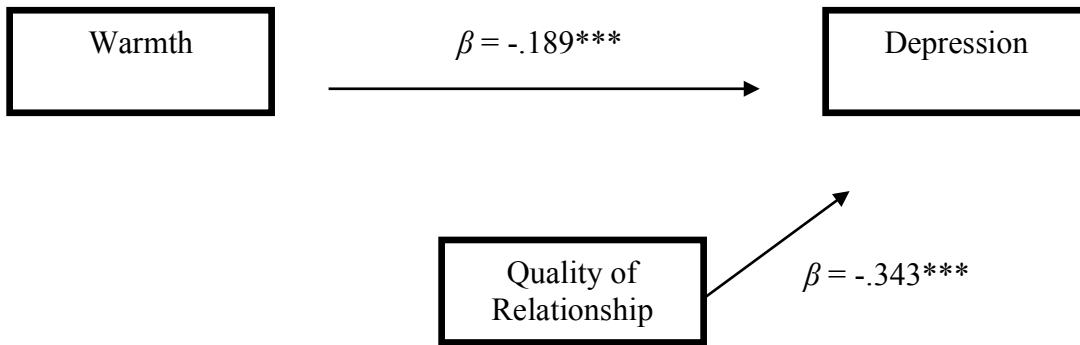 Warmth
β = -.189***
Depression
Quality of
Relationship
β = -.343***